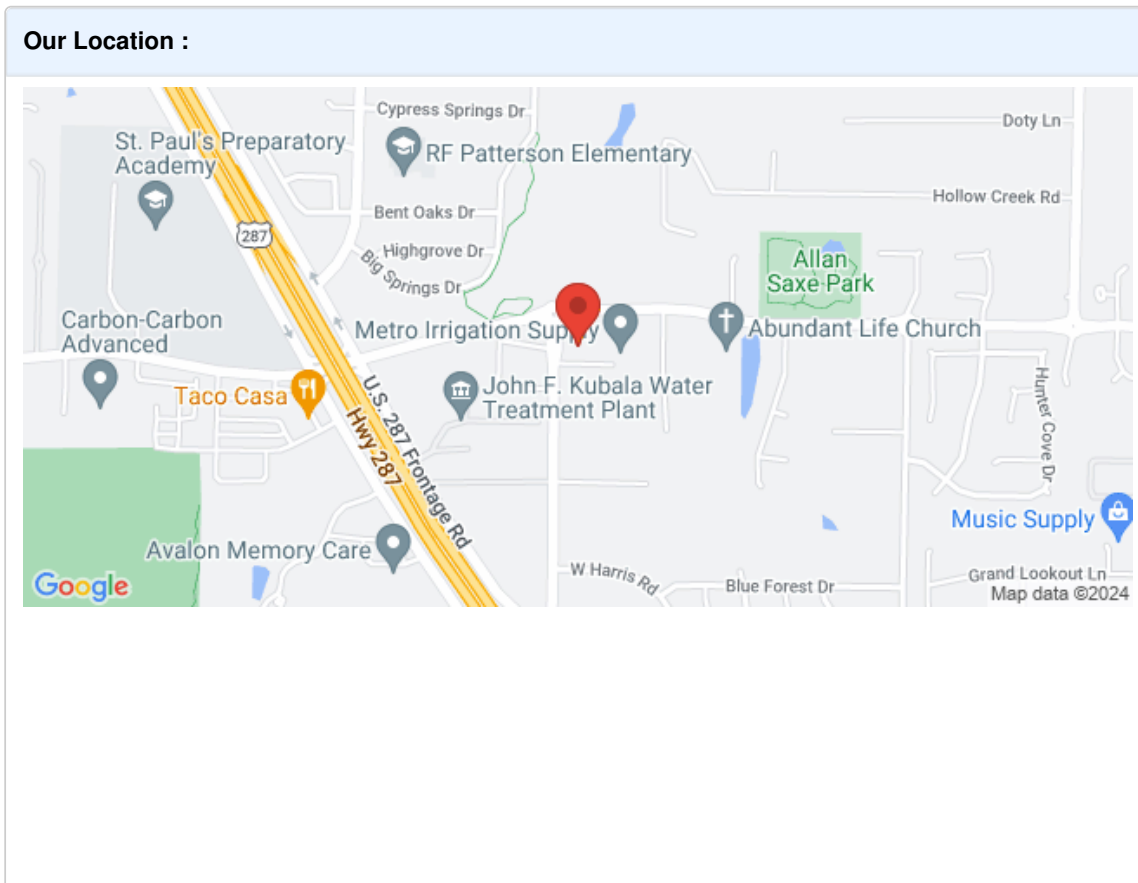 Our Location :
Cypress Springs Dr
Doty Ln
St. Paul's Preparatory
Academy
RF Patterson Elementary
Hollow Creek Rd
Bent Oaks Dr
287
Highgrove Dr
Big Springs Dr
Allan
Saxe Park
Carbon-Carbon
Advanced
Metro Irrigation Supply
Abundant Life Church
Taco Casa
John F. Kubala Water
Treatment Plant
U.S. 287 Frontage Rd
Hwy 287
Hunter Cove Dr
Music Supply
Avalon Memory Care
W Harris Rd
Blue Forest Dr
Grand Lookout Ln
Google
Map data ©2024